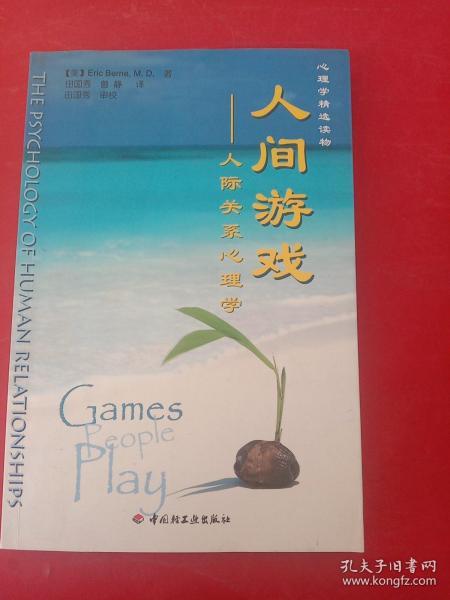 【美】Eric Berne, M. D. 著
田国秀 曾静 译
田国秀 审校
心理学精选读物
人间游戏
——人际关系心理学
THE PSYCHOLOGY OF HUMAN RELATIONSHIPS
Games
People
Play
中国轻工业出版社
孔夫子旧书网
www.kongfz.com